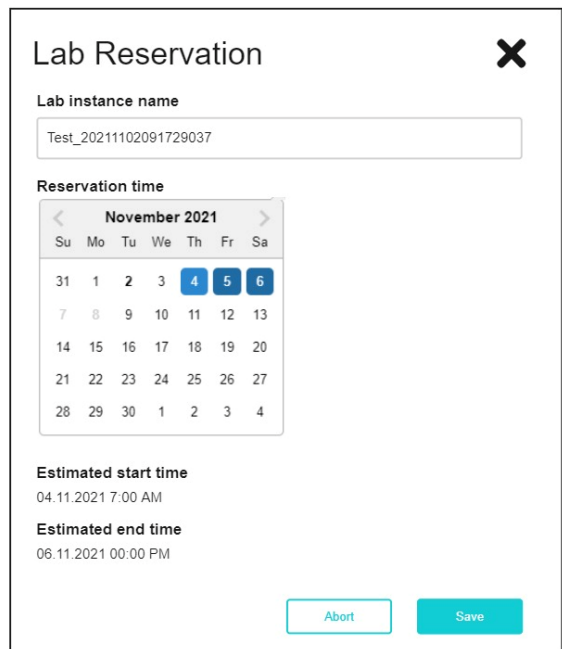 Lab Reservation
Lab instance name
Test_20211102091729037
Reservation time
November 2021
Su Mo Tu We Th Fr Sa
31 1 2 3 4 5 6
7 8 9 10 11 12 13
14 15 16 17 18 19 20
21 22 23 24 25 26 27
28 29 30 1 2 3 4
Estimated start time
04.11.2021 7:00 AM
Estimated end time
06.11.2021 00:00 PM
Abort Save